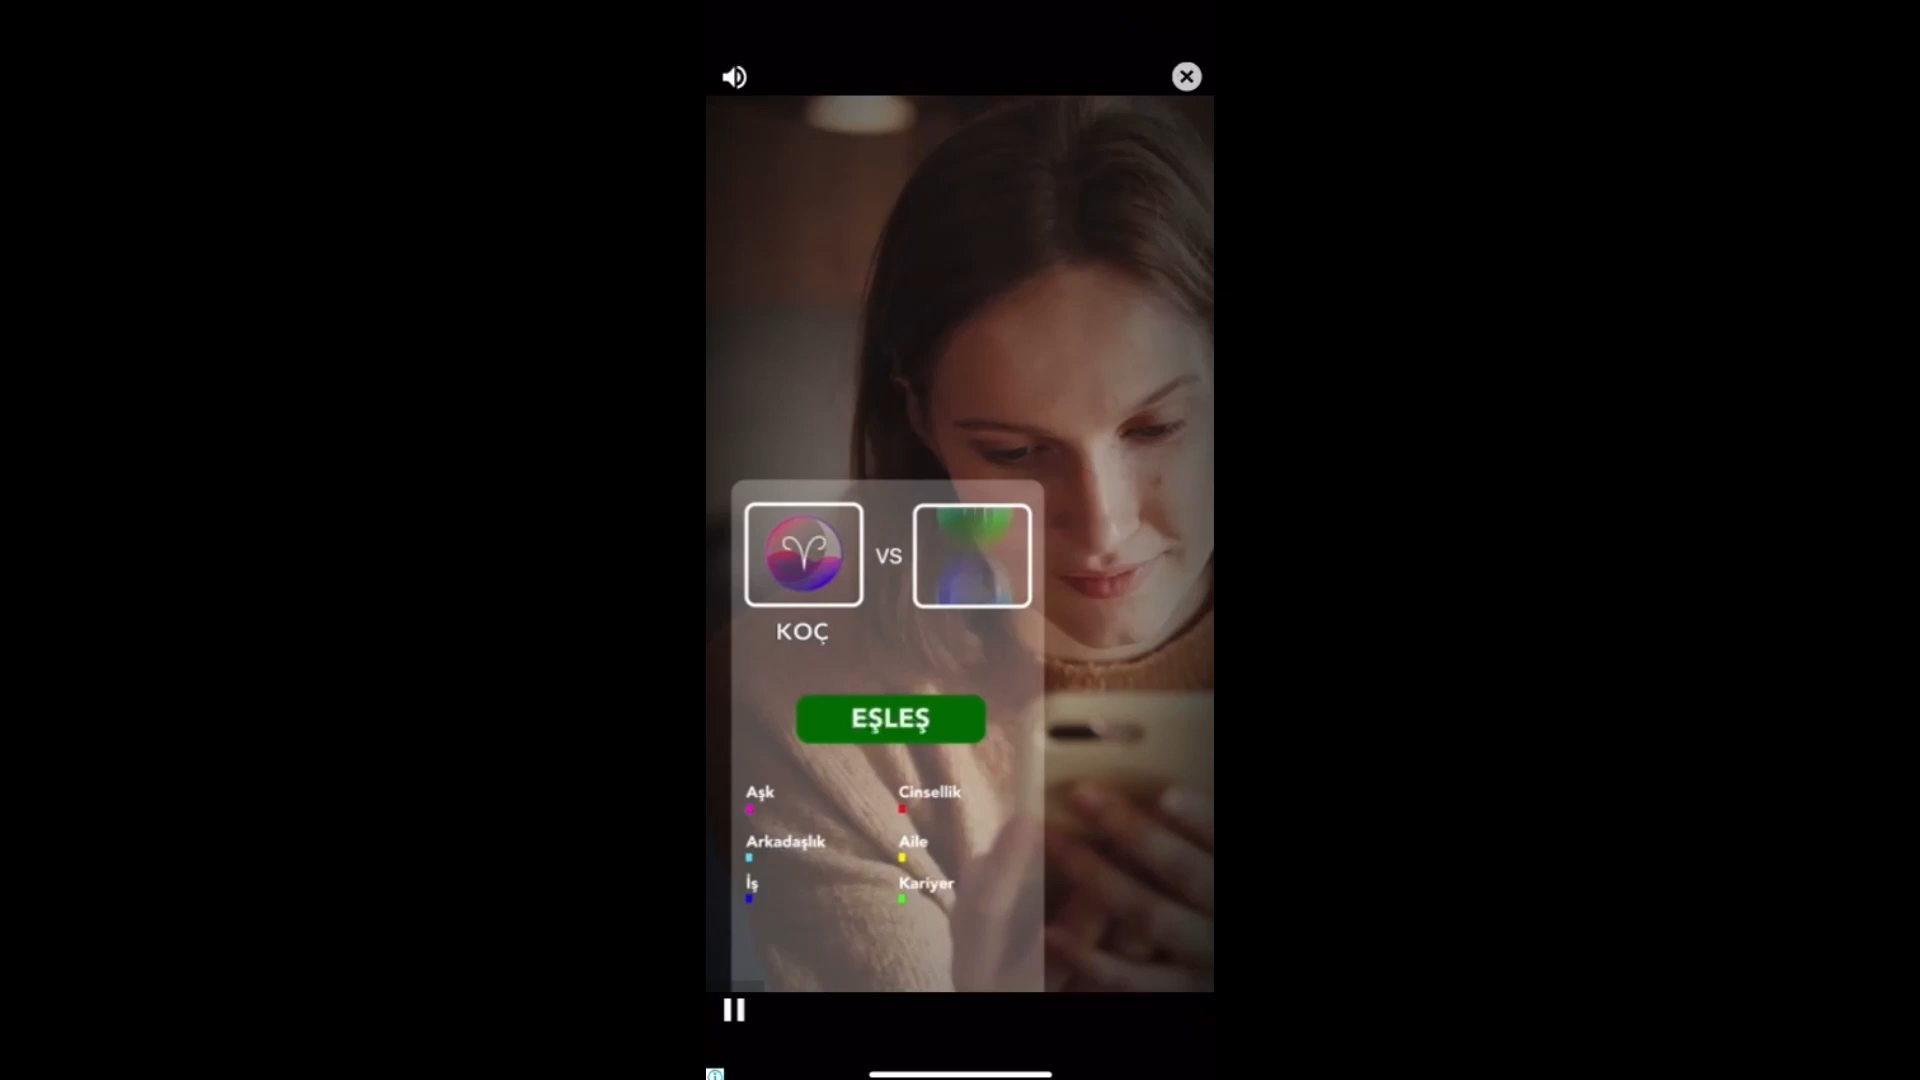 VS
KOÇ
EŞLEŞ
Aşk
Cinsellik
Arkadaşlık
Aile
İş
Kariyer